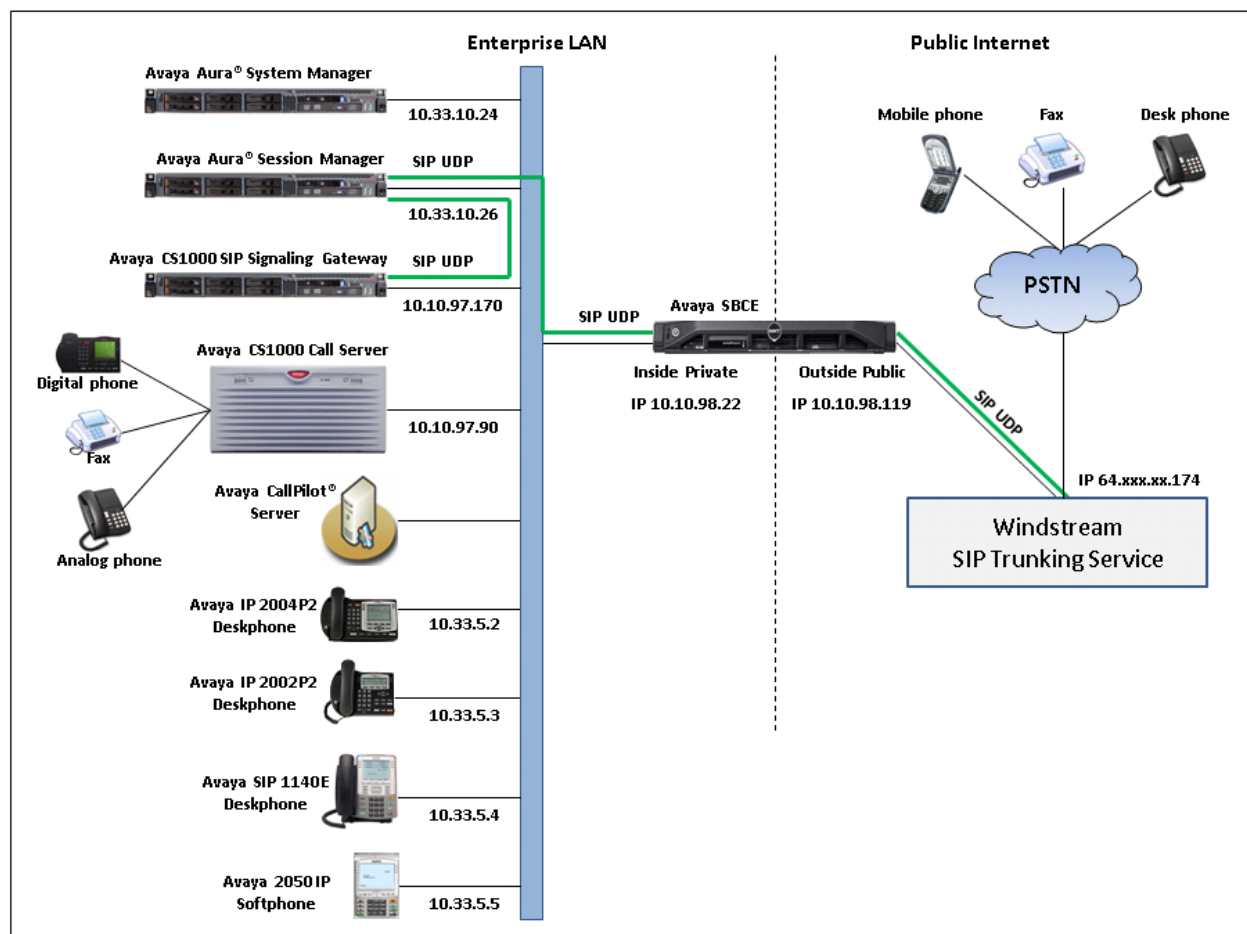 Enterprise LAN
Public Internet
Avaya Aura® System Manager
10.33.10.24
Avaya Aura® Session Manager
SIP UDP
10.33.10.26
Avaya CS1000 SIP Signaling Gateway
SIP UDP
10.10.97.170
Avaya CS1000 Call Server
10.10.97.90
Digital phone
Fax
Analog phone
Avaya CallPilot®
Server
Avaya IP 2004 P2
Deskphone
10.33.5.2
Avaya IP 2002 P2
Deskphone
10.33.5.3
Avaya SIP 1140E
Deskphone
10.33.5.4
Avaya 2050 IP
Softphone
10.33.5.5
SIP UDP
Avaya SBCE
Inside Private
IP 10.10.98.22
Outside Public
IP 10.10.98.119
SIP UDP
Mobile phone
Fax
Desk phone
PSTN
IP 64.xxx.xx.174
Windstream
SIP Trunking Service